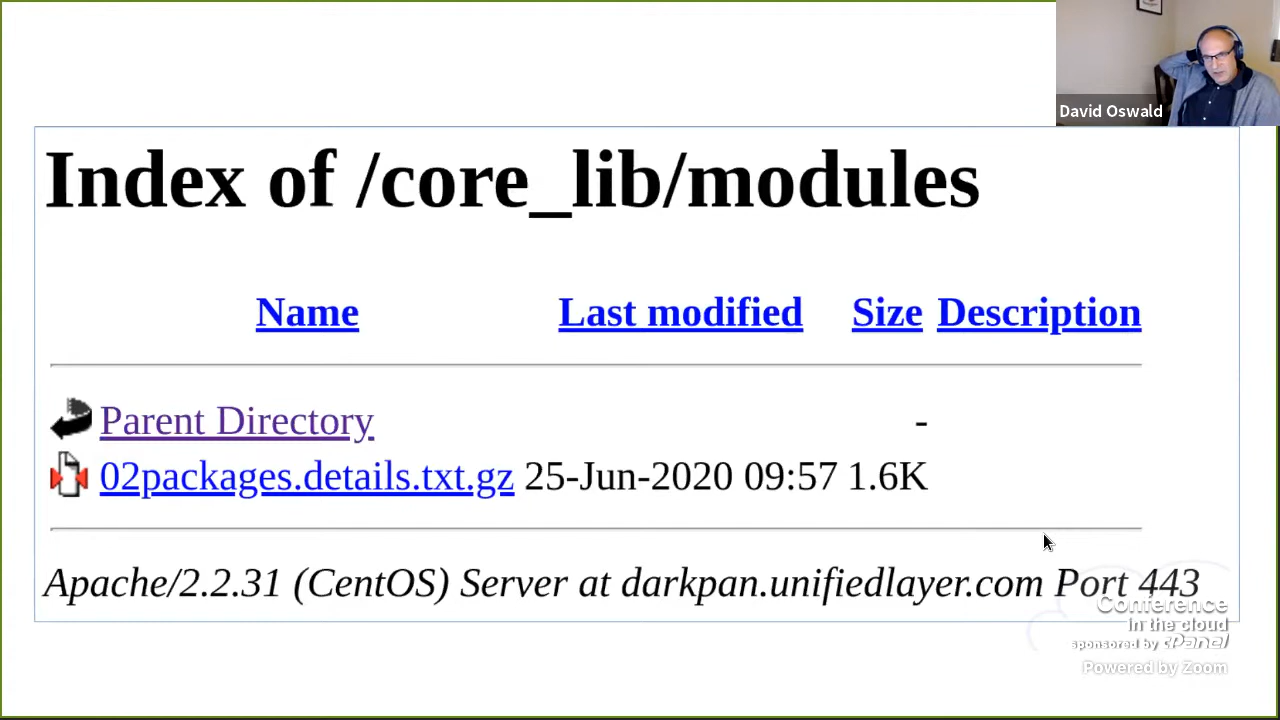 David Oswald
Index of /core_lib/modules
Name Last modified Size Description
Parent Directory -
02packages.details.txt.gz 25-Jun-2020 09:57 1.6K
Apache/2.2.31 (CentOS) Server at darkpan.unifiedlayer.com Port 443
Conference
in the cloud
sponsored by cPanel
Powered by Zoom